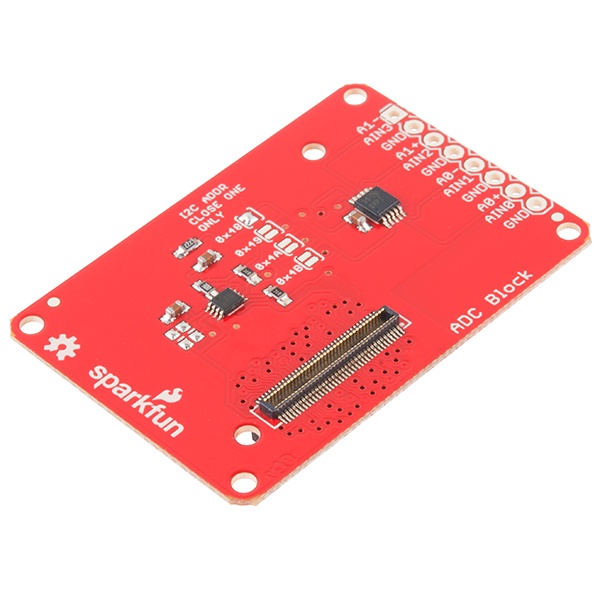 A1-
AIN3
GND
A1+
AIN2
GND
A0-
AIN1
GND
A0+
AIN0
GND
I2C ADDR
CLOSE ONE
ONLY
0x48
0x49
0x4A
0x4B
ADC Block
sparkfun